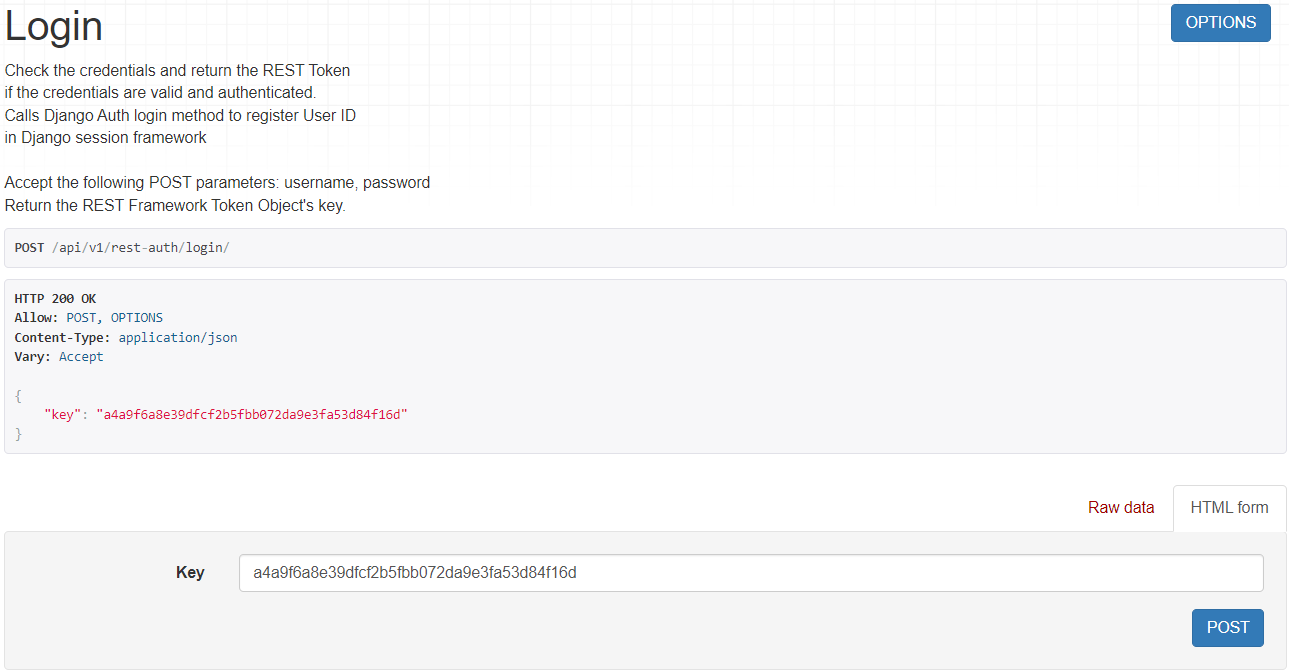 Login
OPTIONS
Check the credentials and return the REST Token
if the credentials are valid and authenticated.
Calls Django Auth login method to register User ID
in Django session framework
Accept the following POST parameters: username, password
Return the REST Framework Token Object's key.
POST /api/v1/rest-auth/login/
HTTP 200 OK
Allow: POST, OPTIONS
Content-Type: application/json
Vary: Accept
{
    "key": "a4a9f6a8e39dfcf2b5fbb072da9e3fa53d84f16d"
}
Raw data
HTML form
Key
a4a9f6a8e39dfcf2b5fbb072da9e3fa53d84f16d
POST